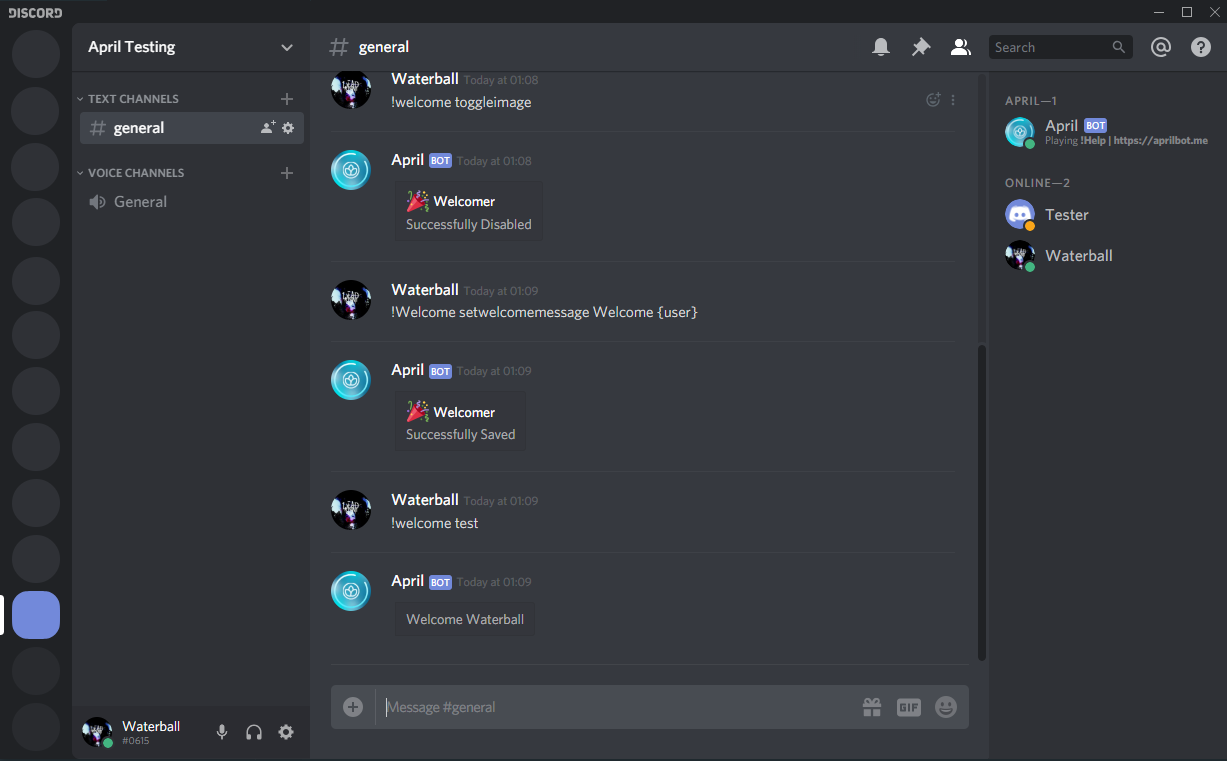 DISCORD
April Testing
TEXT CHANNELS
general
VOICE CHANNELS
General
Waterball
#0615
general
Search
Waterball Today at 01:08
!welcome toggleimage
April BOT Today at 01:08
Welcomer
Successfully Disabled
Waterball Today at 01:09
!Welcome setwelcomemessage Welcome {user}
April BOT Today at 01:09
Welcomer
Successfully Saved
Waterball Today at 01:09
!welcome test
April BOT Today at 01:09
Welcome Waterball
Message #general
GIF
APRIL—1
April BOT
Playing !Help | https://aprilbot.me
ONLINE—2
Tester
Waterball